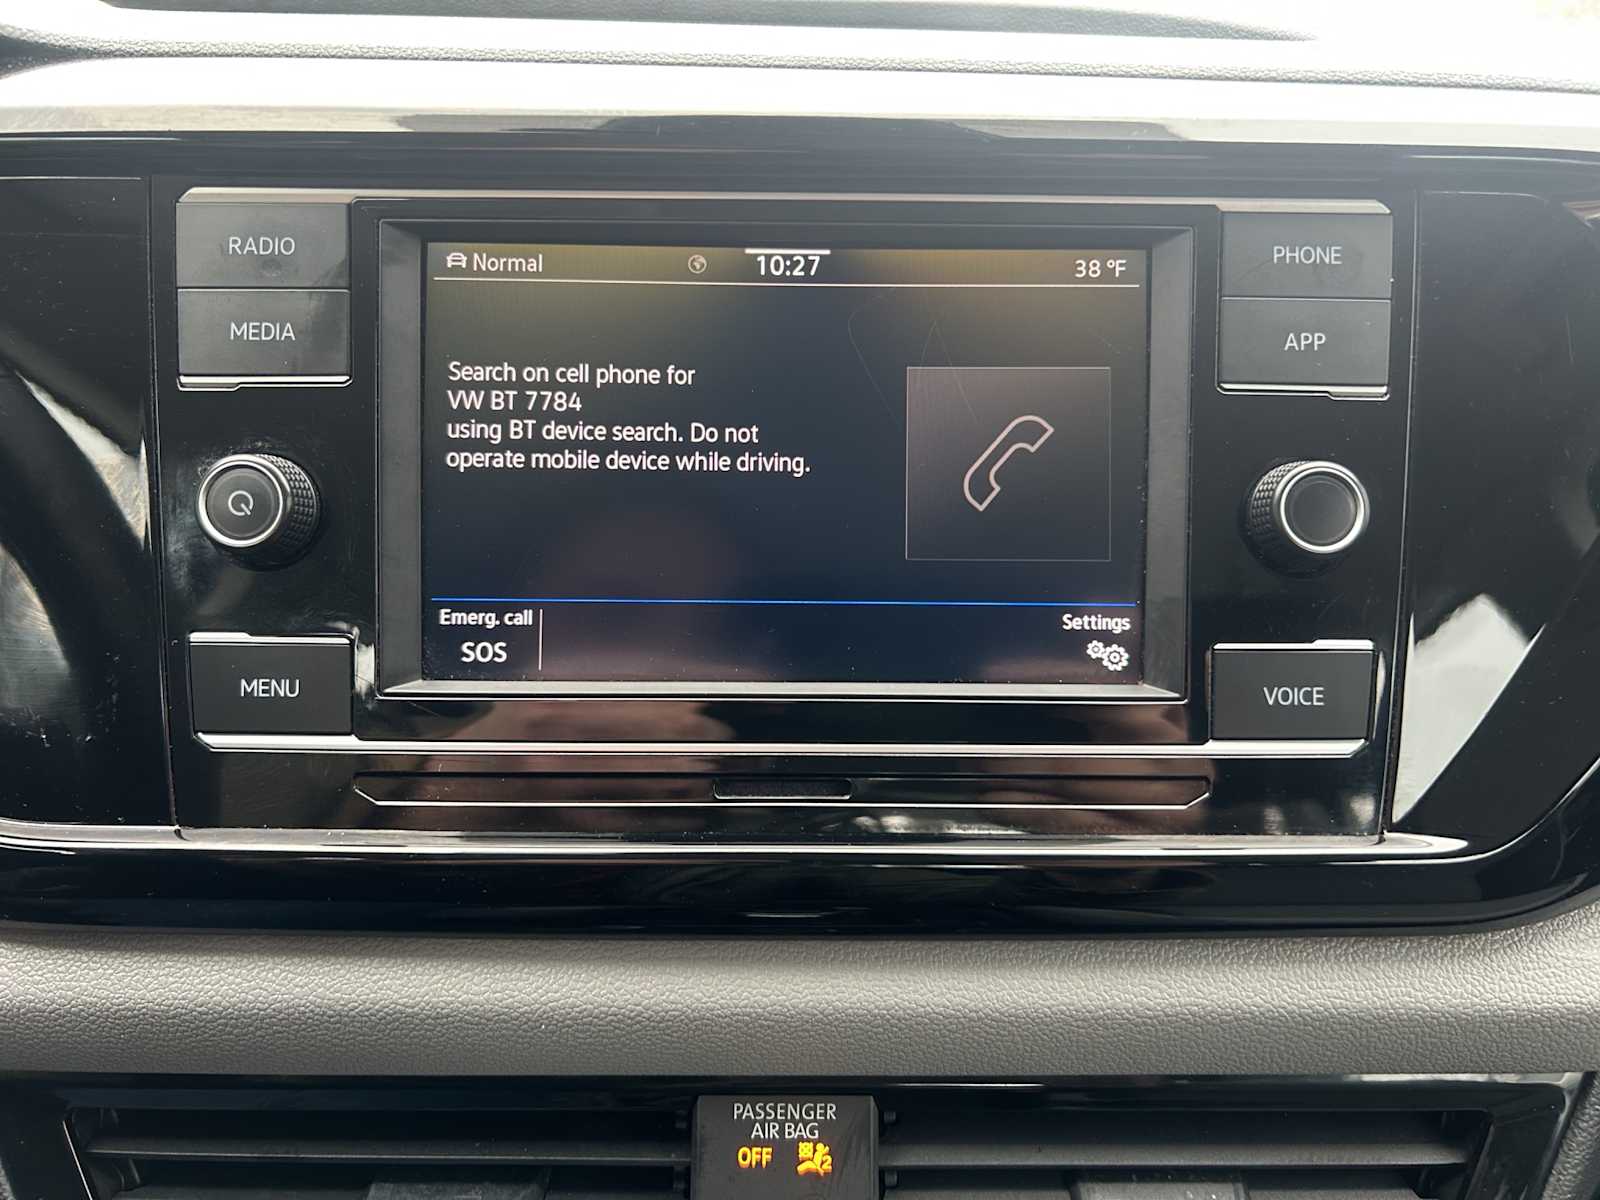 RADIO
MEDIA
Normal
10:27
38 °F
PHONE
APP
Search on cell phone for
VW BT 7784
using BT device search. Do not
operate mobile device while driving.
Emerg. call
SOS
Settings
MENU
VOICE
PASSENGER
AIR BAG
OFF
2